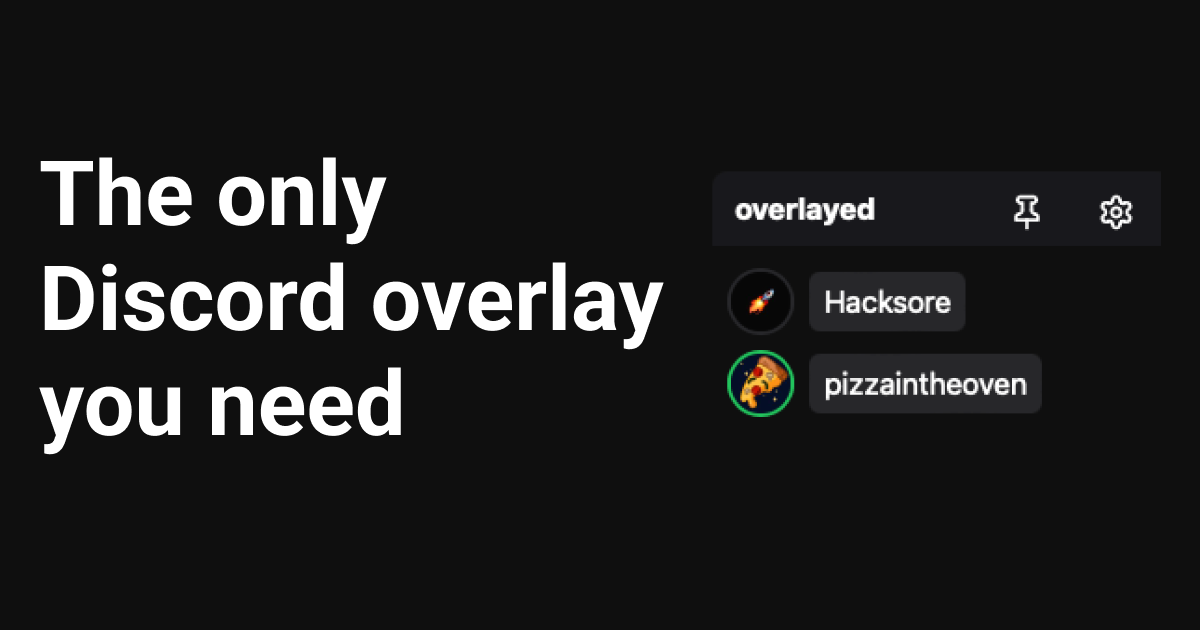 The only
Discord overlay
you need
overlayed
Hacksore
pizzaintheoven